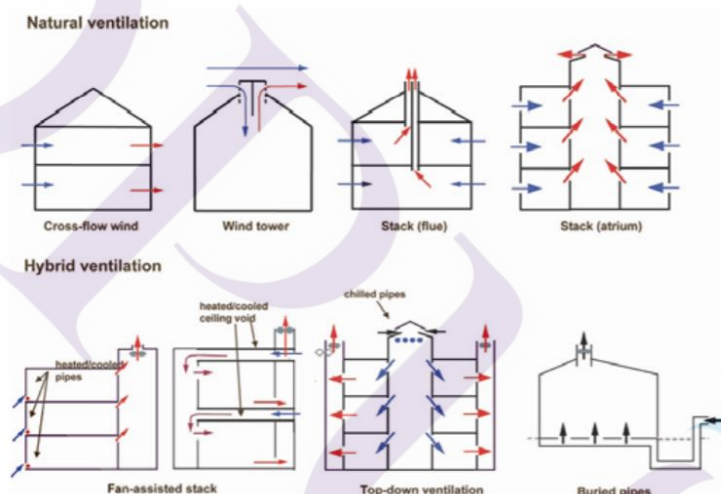 Natural ventilation
Cross-flow wind
Wind tower
Stack (flue)
Stack (atrium)
Hybrid ventilation
heated/cooled
ceiling void
chilled pipes
heated/cooled
pipes
Fan-assisted stack
Top-down ventilation
Buried pipes